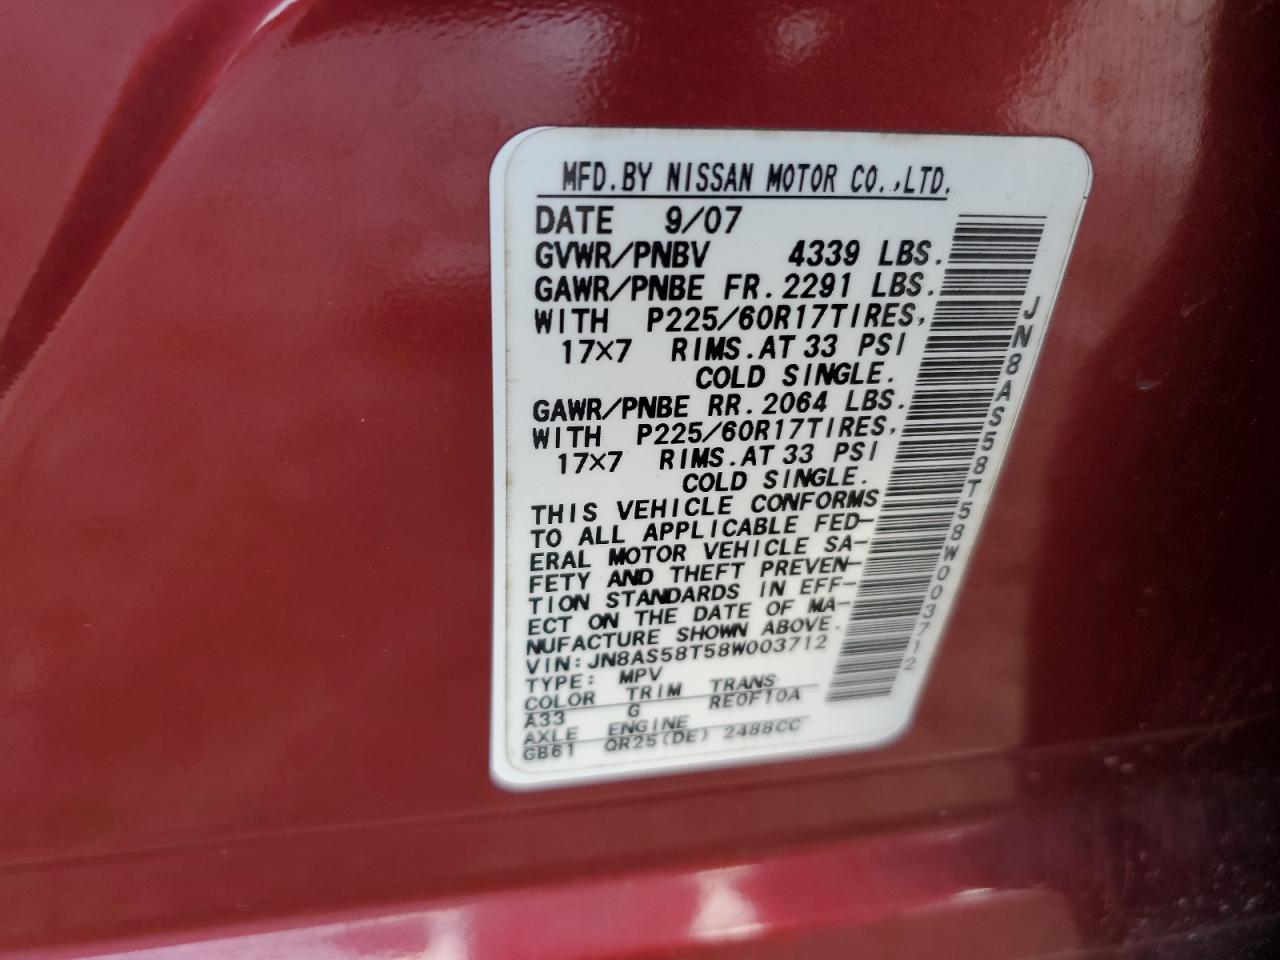 MFD.BY NISSAN MOTOR CO.,LTD.
DATE 9/07
GVWR/PNBV 4339 LBS.
GAWR/PNBE FR.2291 LBS.
WITH P225/60R17TIRES,
17×7 RIMS.AT 33 PSI
COLD SINGLE.
GAWR/PNBE RR.2064 LBS.
WITH P225/60R17TIRES,
17×7 RIMS.AT 33 PSI
COLD SINGLE.
THIS VEHICLE CONFORMS
TO ALL APPLICABLE FED-
ERAL MOTOR VEHICLE SA-
FETY AND THEFT PREVEN-
TION STANDARDS IN EFF-
ECT ON THE DATE OF MA-
NUFACTURE SHOWN ABOVE.
VIN:JN8AS58T58W003712
TYPE: MPV
COLOR TRIM TRANS
A33 G RE0F10A
AXLE ENGINE
GB61 QR25(DE) 2488CC
JN8AS58T58W003712